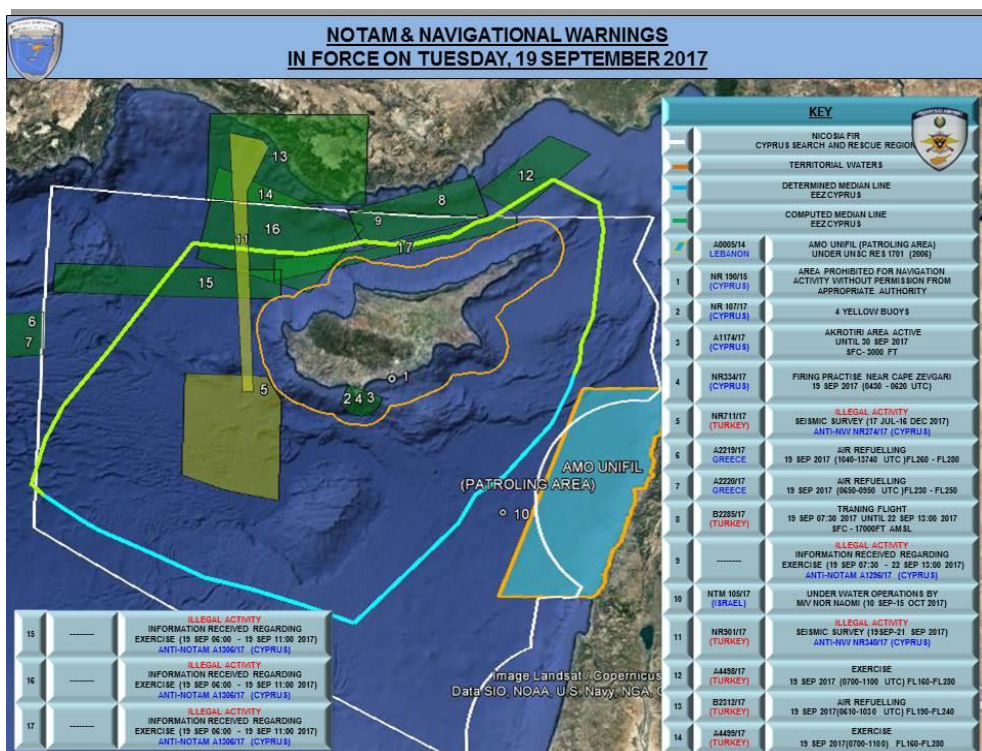 NOTAM & NAVIGATIONAL WARNINGS
IN FORCE ON TUESDAY, 19 SEPTEMBER 2017
13
14
12
8
9
16
11
17
15
6
7
5
1
2 4 3
AMO UNIFIL
(PATROLING AREA)
10
Image Landsat / Copernicus
Data SIO, NOAA, U.S. Navy, NGA,
KEY
NICOSIA FIR
CYPRUS SEARCH AND RESCUE REGION
TERRITORIAL WATERS
DETERMINED MEDIAN LINE
EEZ CYPRUS
COMPUTED MEDIAN LINE
EEZ CYPRUS
A0005/14
LEBANON
AMO UNIFIL (PATROLING AREA)
UNDER UNSC RES 1701 (2006)
1
NR 190/15
(CYPRUS)
AREA PROHIBITED FOR NAVIGATION
ACTIVITY WITHOUT PERMISSION FROM
APPROPRIATE AUTHORITY
2
NR 107/17
(CYPRUS)
4 YELLOW BUOYS
3
A1174/17
(CYPRUS)
AKROTIRI AREA ACTIVE
UNTIL 30 SEP 2017
SFC- 3000 FT
4
NR334/17
(CYPRUS)
FIRING PRACTISE NEAR CAPE ZEVGARI
19 SEP 2017 (0430 - 0620 UTC)
5
NR711/17
(TURKEY)
ILLEGAL ACTIVITY
SEISMIC SURVEY (17 JUL-16 DEC 2017)
ANTI-NW NR274/17 (CYPRUS)
6
A2219/17
GREECE
AIR REFUELLING
19 SEP 2017 (1040-13740 UTC )FL260 - FL280
7
A2220/17
GREECE
AIR REFUELLING
19 SEP 2017 (0650-0950 UTC) FL230 - FL250
8
B2285/17
(TURKEY)
TRANING FLIGHT
19 SEP 07:30 2017 UNTIL 22 SEP 13:00 2017
SFC - 17000FT AMSL
9
--------
ILLEGAL ACTIVITY
INFORMATION RECEIVED REGARDING
EXERCISE (19 SEP 07:30 - 22 SEP 13:00 2017)
ANTI-NOTAM A1296/17 (CYPRUS)
10
NTM 105/17
(ISRAEL)
UNDER WATER OPERATIONS BY
M/V NOR NAOMI (10 SEP-15 OCT 2017)
11
NR901/17
(TURKEY)
ILLEGAL ACTIVITY
SEISMIC SURVEY (19SEP-21 SEP 2017)
ANTI-NW NR340/17 (CYPRUS)
12
A4498/17
(TURKEY)
EXERCISE
19 SEP 2017 (0700-1100 UTC) FL160-FL280
13
B2312/17
(TURKEY)
AIR REFUELLING
19 SEP 2017(0610-1030 UTC) FL190-FL240
14
A4499/17
(TURKEY)
EXERCISE
19 SEP 2017(0700-1100) FL160-FL280
15
--------
ILLEGAL ACTIVITY
INFORMATION RECEIVED REGARDING
EXERCISE (19 SEP 06:00 - 19 SEP 11:00 2017)
ANTI-NOTAM A1306/17 (CYPRUS)
16
--------
ILLEGAL ACTIVITY
INFORMATION RECEIVED REGARDING
EXERCISE (19 SEP 06:00 - 19 SEP 11:00 2017)
ANTI-NOTAM A1306/17 (CYPRUS)
17
--------
ILLEGAL ACTIVITY
INFORMATION RECEIVED REGARDING
EXERCISE (19 SEP 06:00 - 19 SEP 11:00 2017)
ANTI-NOTAM A1306/17 (CYPRUS)